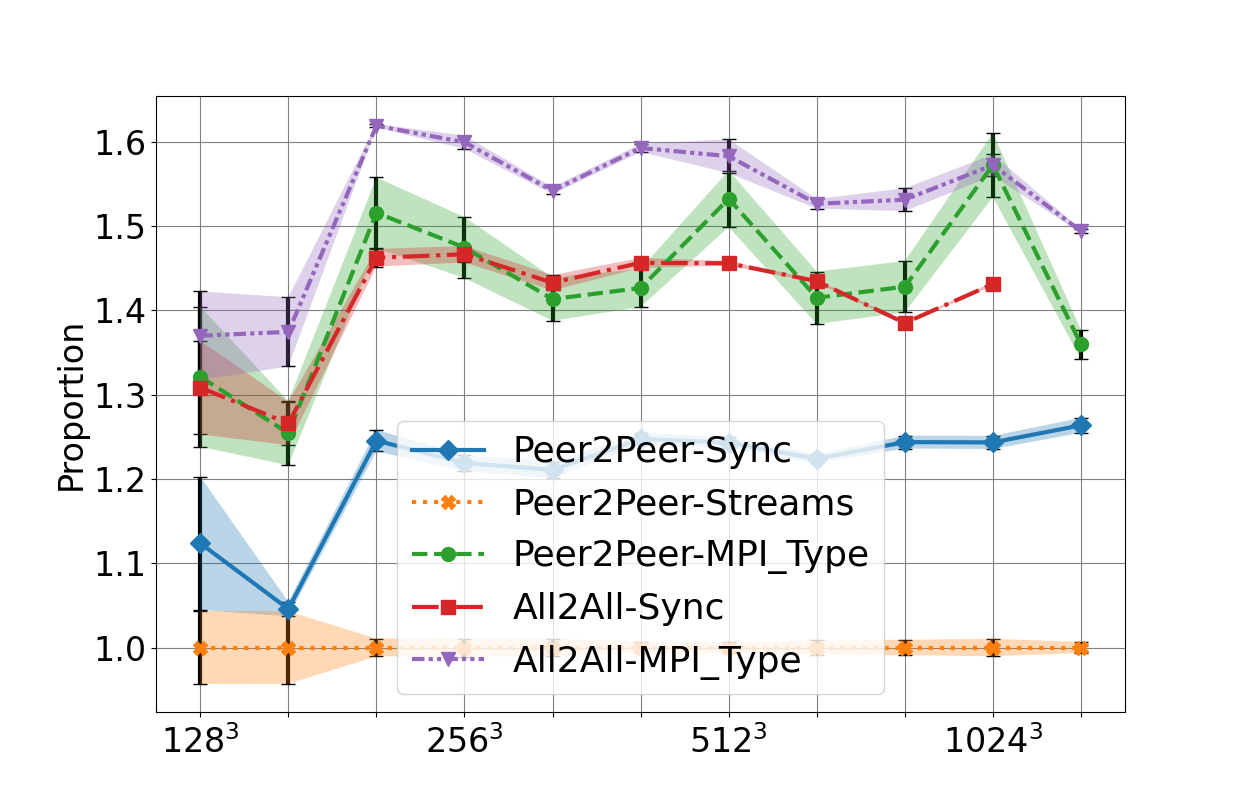 Proportion
1.6
1.5
1.4
1.3
1.2
1.1
1.0
Peer2Peer-Sync
Peer2Peer-Streams
Peer2Peer-MPI_Type
All2All-Sync
All2All-MPI_Type
128³
256³
512³
1024³